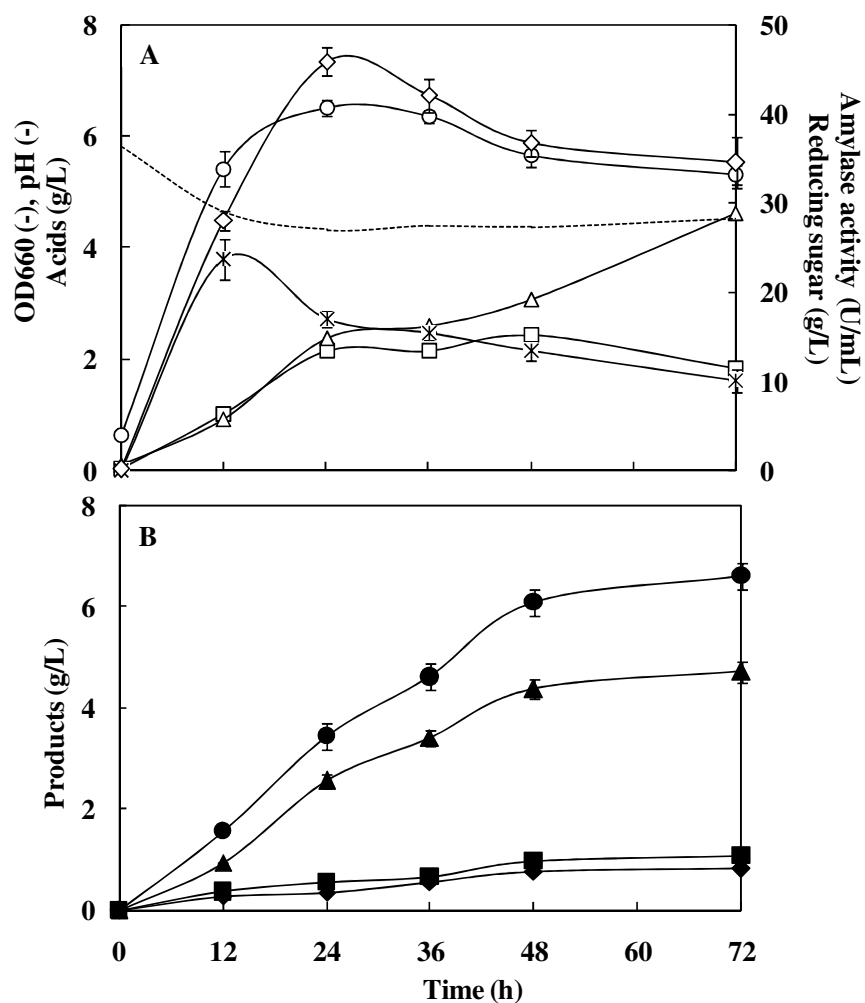 A
8
6
4
2
0
OD660 (-), pH (-)
Acids (g/L)
50
40
30
20
10
0
Amylase activity (U/mL)
Reducing sugar (g/L)
B
8
6
4
2
0
Products (g/L)
0 12 24 36 48 60 72
Time (h)